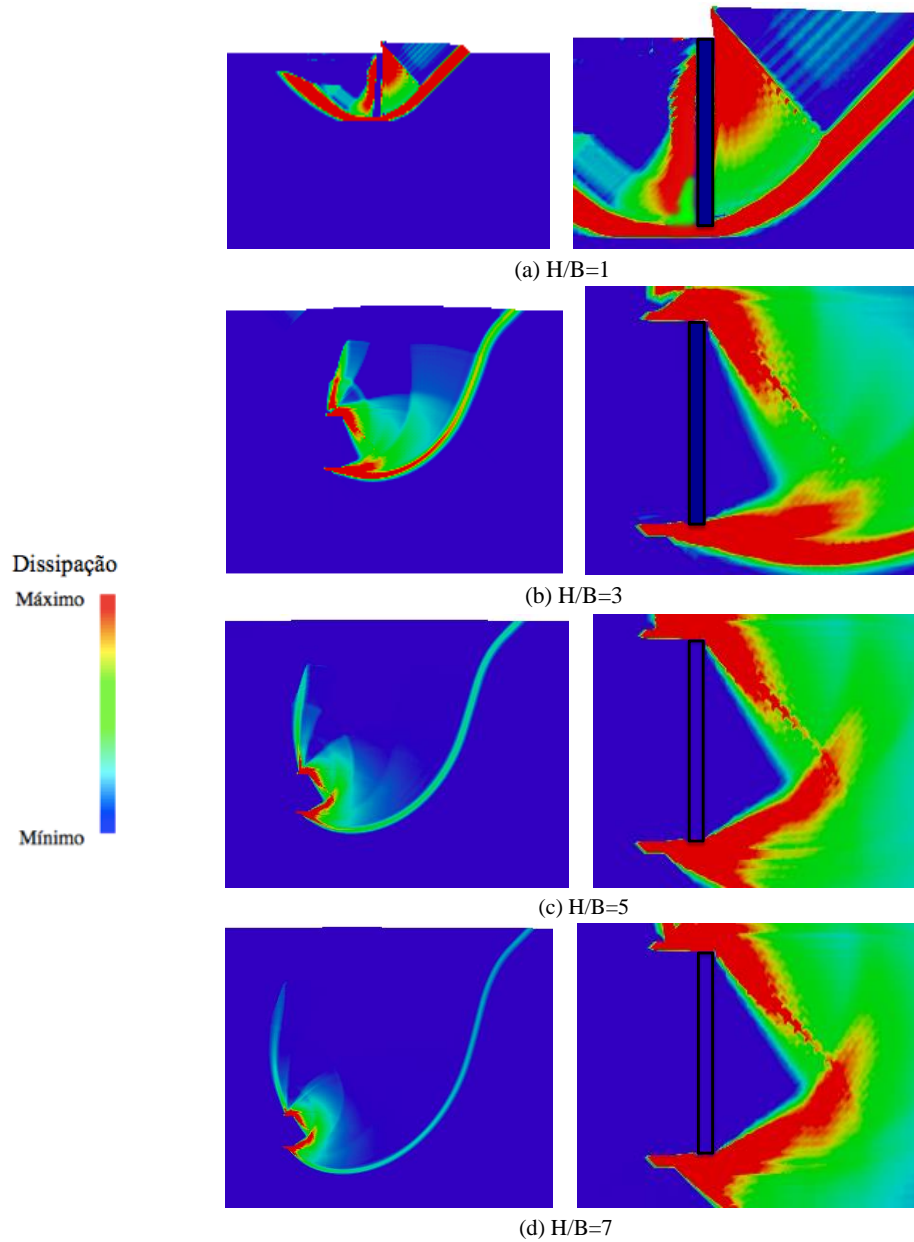 (a) H/B=1
(b) H/B=3
Dissipação
Máximo
Mínimo
(c) H/B=5
(d) H/B=7